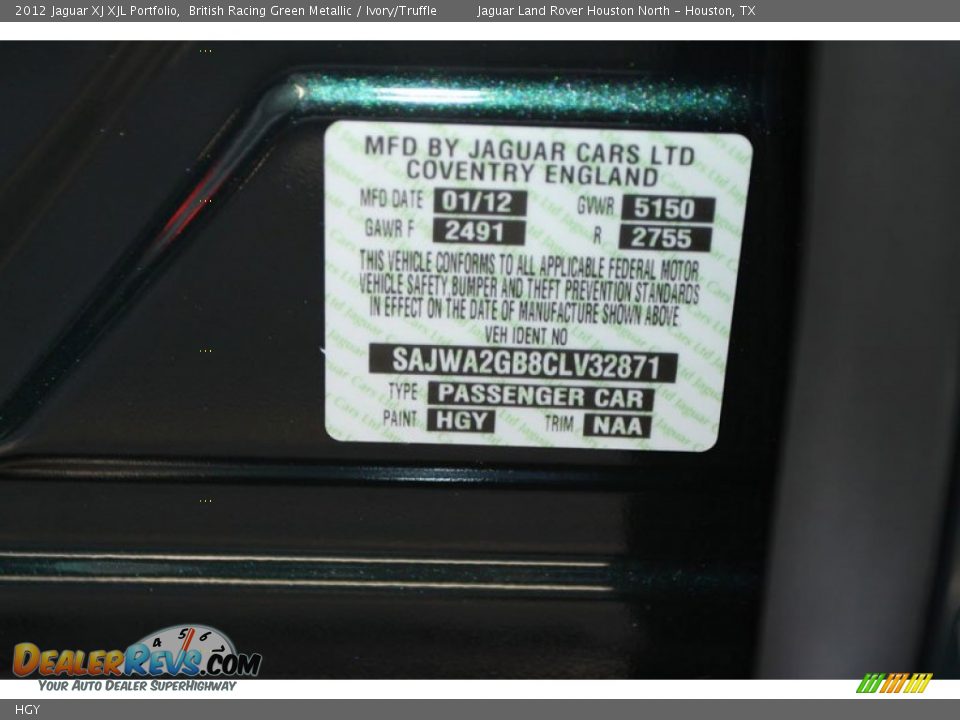 2012 Jaguar XJ XJL Portfolio, British Racing Green Metallic / Ivory/Truffle Jaguar Land Rover Houston North - Houston, TX
MFD BY JAGUAR CARS LTD
COVENTRY ENGLAND
MFD DATE 01/12 GVWR 5150
GAWR F 2491 R 2755
THIS VEHICLE CONFORMS TO ALL APPLICABLE FEDERAL MOTOR
VEHICLE SAFETY, BUMPER AND THEFT PREVENTION STANDARDS
IN EFFECT ON THE DATE OF MANUFACTURE SHOWN ABOVE
VEH IDENT NO
SAJWA2GB8CLV32871
TYPE PASSENGER CAR
PAINT HGY TRIM NAA
4 5 6
DEALERREVS.COM
YOUR AUTO DEALER SUPERHIGHWAY
HGY